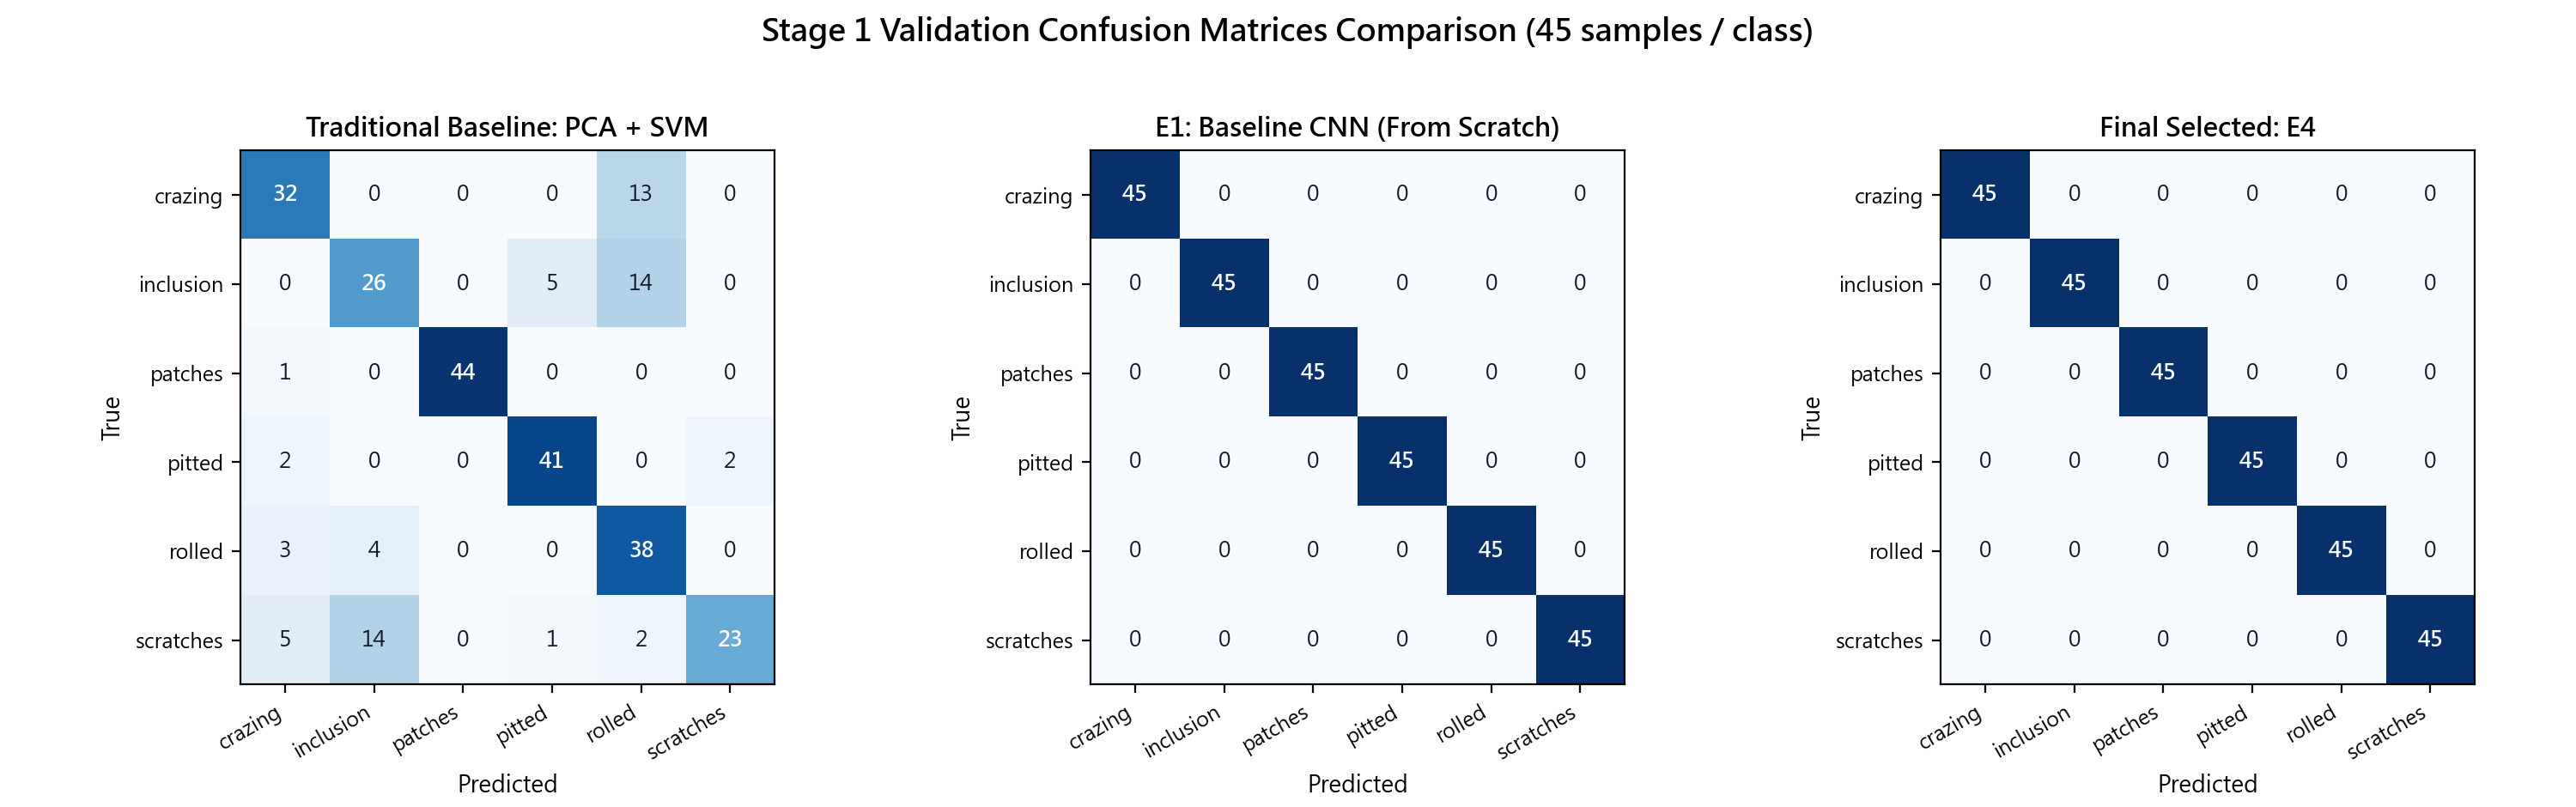 Stage 1 Validation Confusion Matrices Comparison (45 samples / class)
Traditional Baseline: PCA + SVM
True
crazing 32 0 0 0 13 0
inclusion 0 26 0 5 14 0
patches 1 0 44 0 0 0
pitted 2 0 0 41 0 2
rolled 3 4 0 0 38 0
scratches 5 14 0 1 2 23
crazing inclusion patches pitted rolled scratches
Predicted
E1: Baseline CNN (From Scratch)
True
crazing 45 0 0 0 0 0
inclusion 0 45 0 0 0 0
patches 0 0 45 0 0 0
pitted 0 0 0 45 0 0
rolled 0 0 0 0 45 0
scratches 0 0 0 0 0 45
crazing inclusion patches pitted rolled scratches
Predicted
Final Selected: E4
True
crazing 45 0 0 0 0 0
inclusion 0 45 0 0 0 0
patches 0 0 45 0 0 0
pitted 0 0 0 45 0 0
rolled 0 0 0 0 45 0
scratches 0 0 0 0 0 45
crazing inclusion patches pitted rolled scratches
Predicted